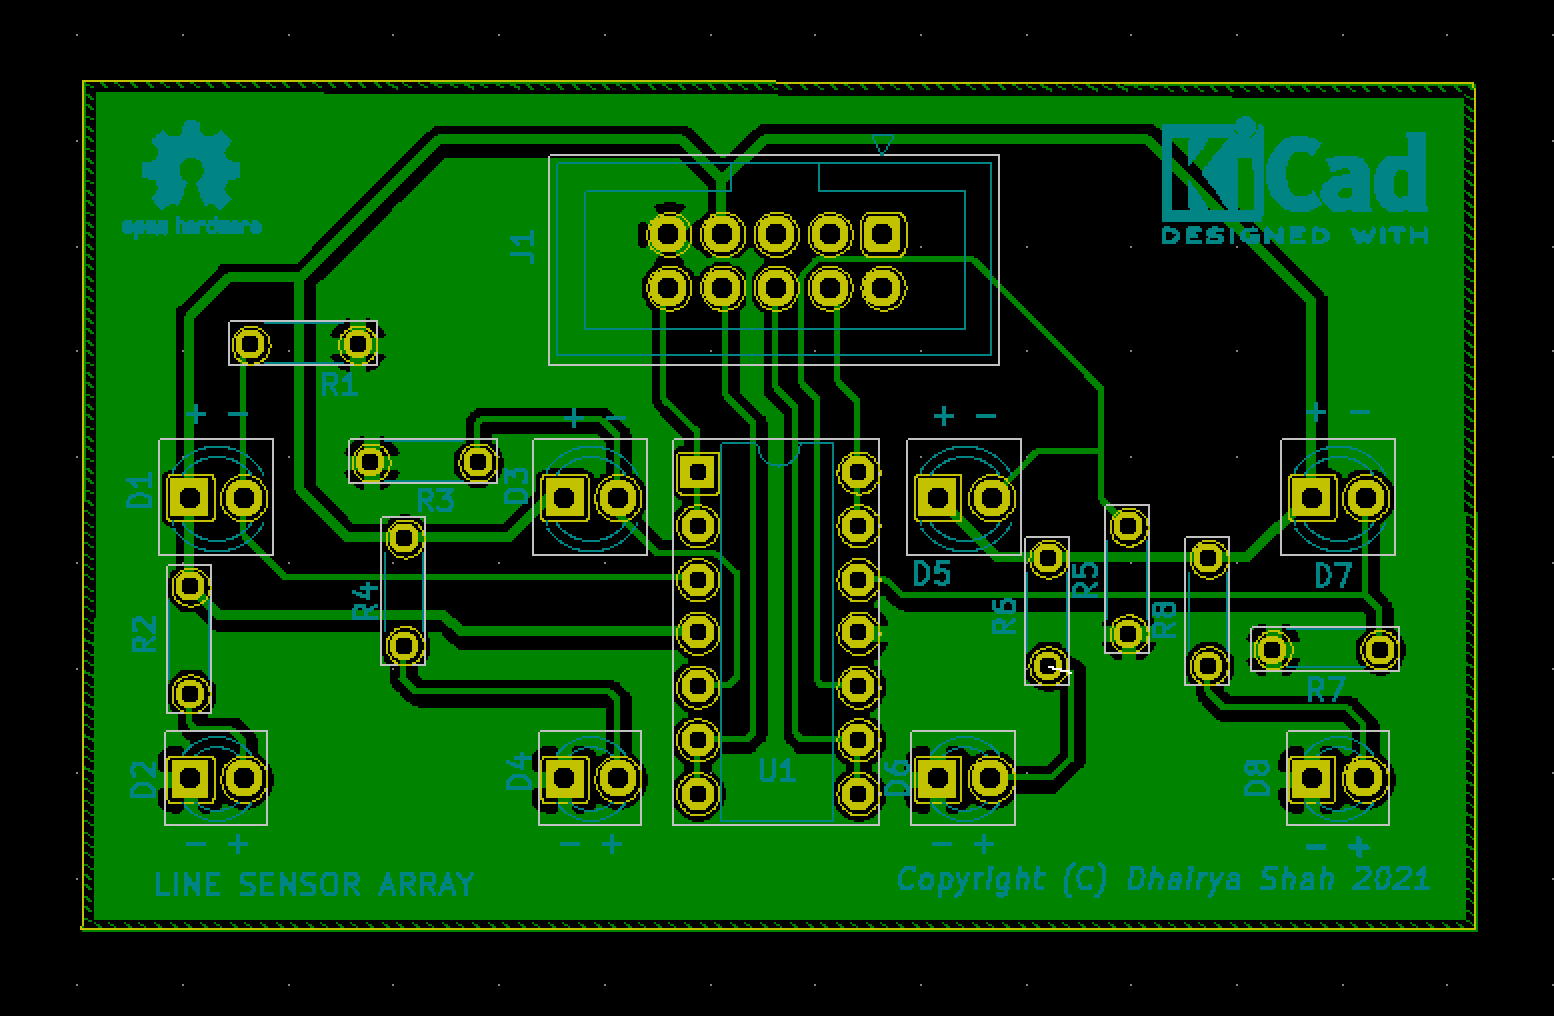 KiCad
open hardware
DESIGNED WITH
J1
R1
+ -
+ -
+ -
+ -
D1
R3
D3
D5
D7
R4
R6
R5
R8
R2
R7
U1
D2
D4
D6
D8
- +
- +
- +
- +
LINE SENSOR ARRAY
Copyright (C) Dhairya Shah 2021